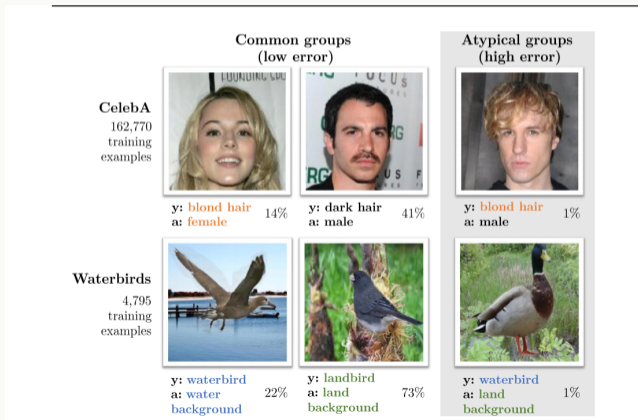 Common groups
(low error)
Atypical groups
(high error)
CelebA
162,770
training
examples
FOCUS
RG
y: blond hair
a: female
14%
y: dark hair
a: male
41%
y: blond hair
a: male
1%
Waterbirds
4,795
training
examples
y: waterbird
a: water
background
22%
y: landbird
a: land
background
73%
y: waterbird
a: land
background
1%